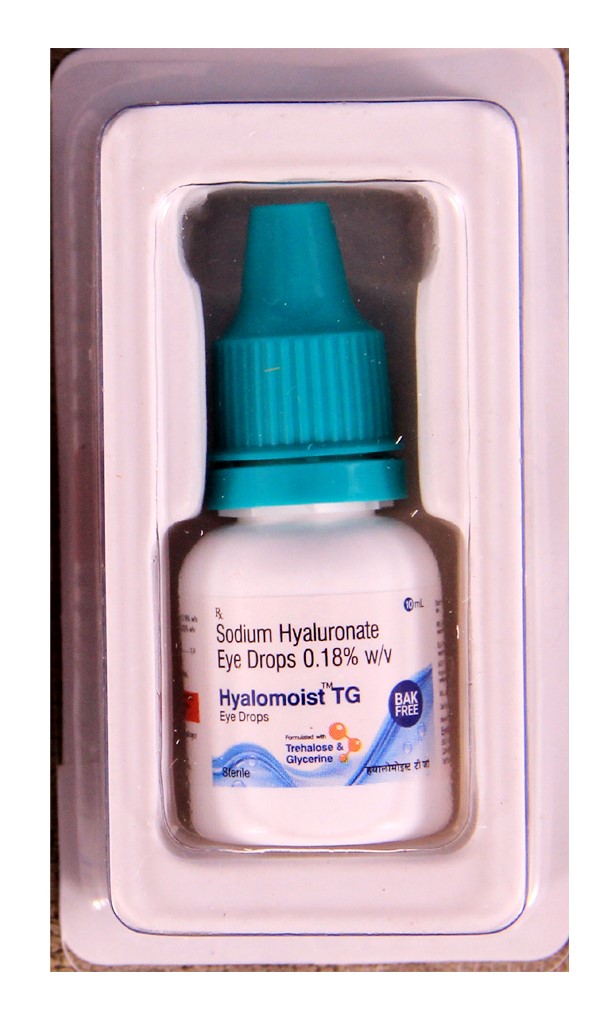 Rx
10 mL
Sodium Hyaluronate
Eye Drops 0.18% w/v
Hyalomoist™ TG
Eye Drops
BAK
FREE
Formulated with
Trehalose &
Glycerine
Sterile
हयालोमोइस्ट टी जी